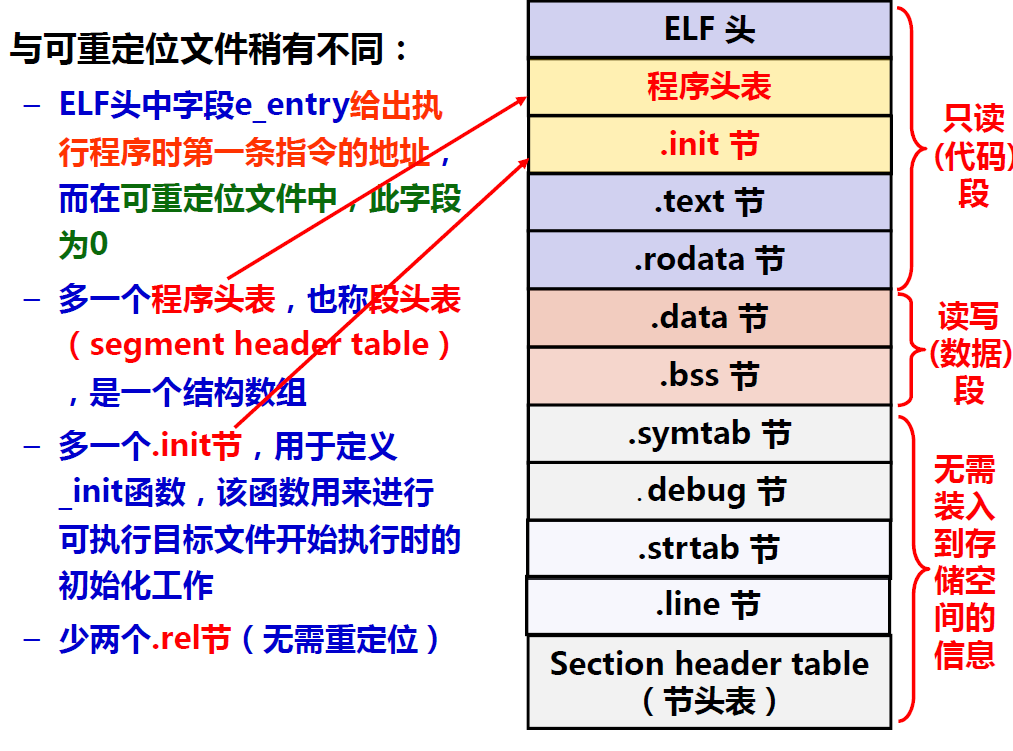 与可重定位文件稍有不同：
– ELF头中字段e_entry给出执
行程序时第一条指令的地址，
而在可重定位文件中，此字段
为0
– 多一个程序头表，也称段头表
（segment header table）
，是一个结构数组
– 多一个.init节，用于定义
_init函数，该函数用来进行
可执行目标文件开始执行时的
初始化工作
– 少两个.rel节（无需重定位）
ELF 头
程序头表
.init 节
.text 节
.rodata 节
.data 节
.bss 节
.symtab 节
.debug 节
.strtab 节
.line 节
Section header table
（节头表）
只读
(代码)
段
读写
(数据)
段
无需
装入
到存
储空
间的
信息